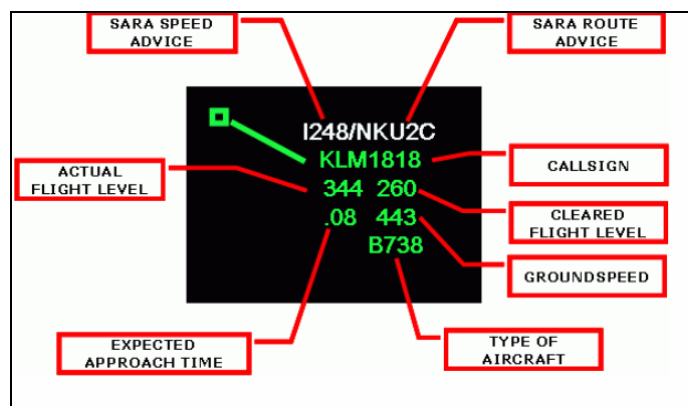 SARA SPEED
ADVICE
SARA ROUTE
ADVICE
I248/NKU2C
KLM1818
344 260
.08 443
B738
ACTUAL
FLIGHT LEVEL
CALLSIGN
CLEARED
FLIGHT LEVEL
GROUNDSPEED
EXPECTED
APPROACH TIME
TYPE OF
AIRCRAFT